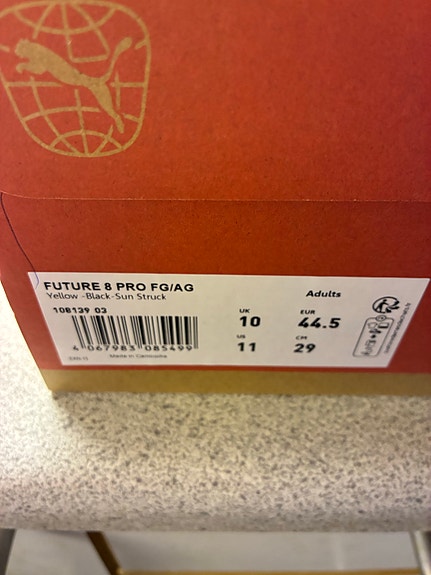 FUTURE 8 PRO FG/AG
Yellow -Black-Sun Struck
Adults
108139 03
4 067983 085499
UK
10
EUR
44.5
US
11
CM
29
Made in Cambodia